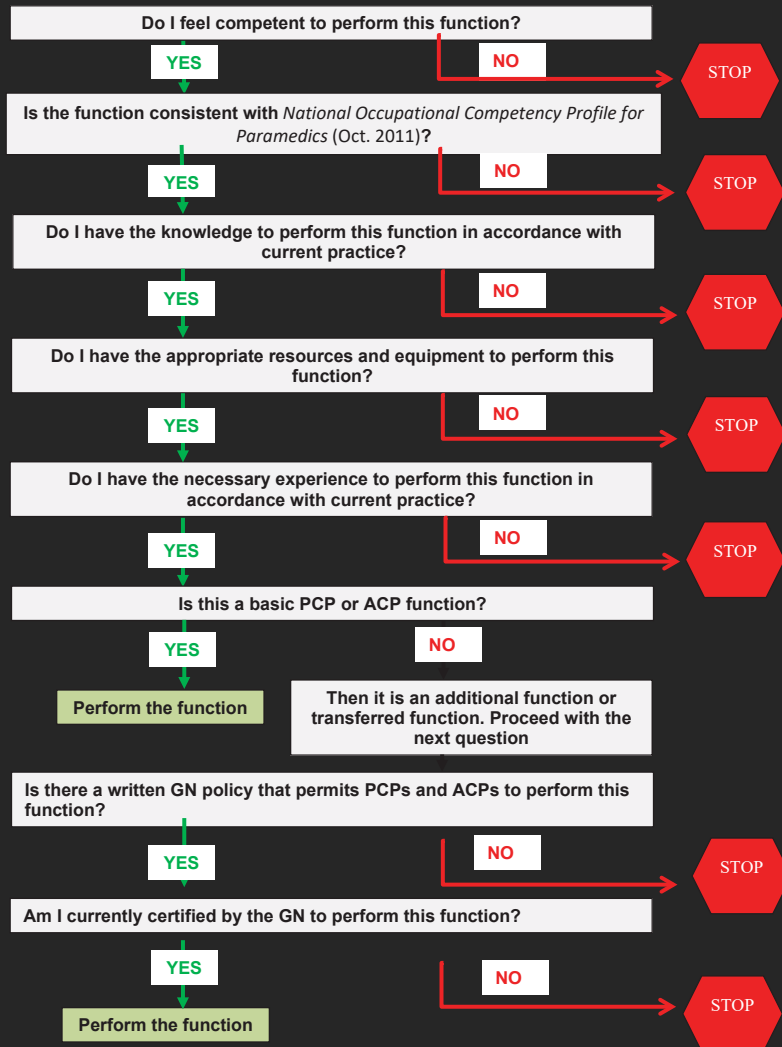 Do I feel competent to perform this function?
YES
NO
STOP
Is the function consistent with National Occupational Competency Profile for
Paramedics (Oct. 2011)?
YES
NO
STOP
Do I have the knowledge to perform this function in accordance with
current practice?
YES
NO
STOP
Do I have the appropriate resources and equipment to perform this
function?
YES
NO
STOP
Do I have the necessary experience to perform this function in
accordance with current practice?
YES
NO
STOP
Is this a basic PCP or ACP function?
YES
NO
Perform the function
Then it is an additional function or
transferred function. Proceed with the
next question
Is there a written GN policy that permits PCPs and ACPs to perform this
function?
YES
NO
STOP
Am I currently certified by the GN to perform this function?
YES
NO
STOP
Perform the function